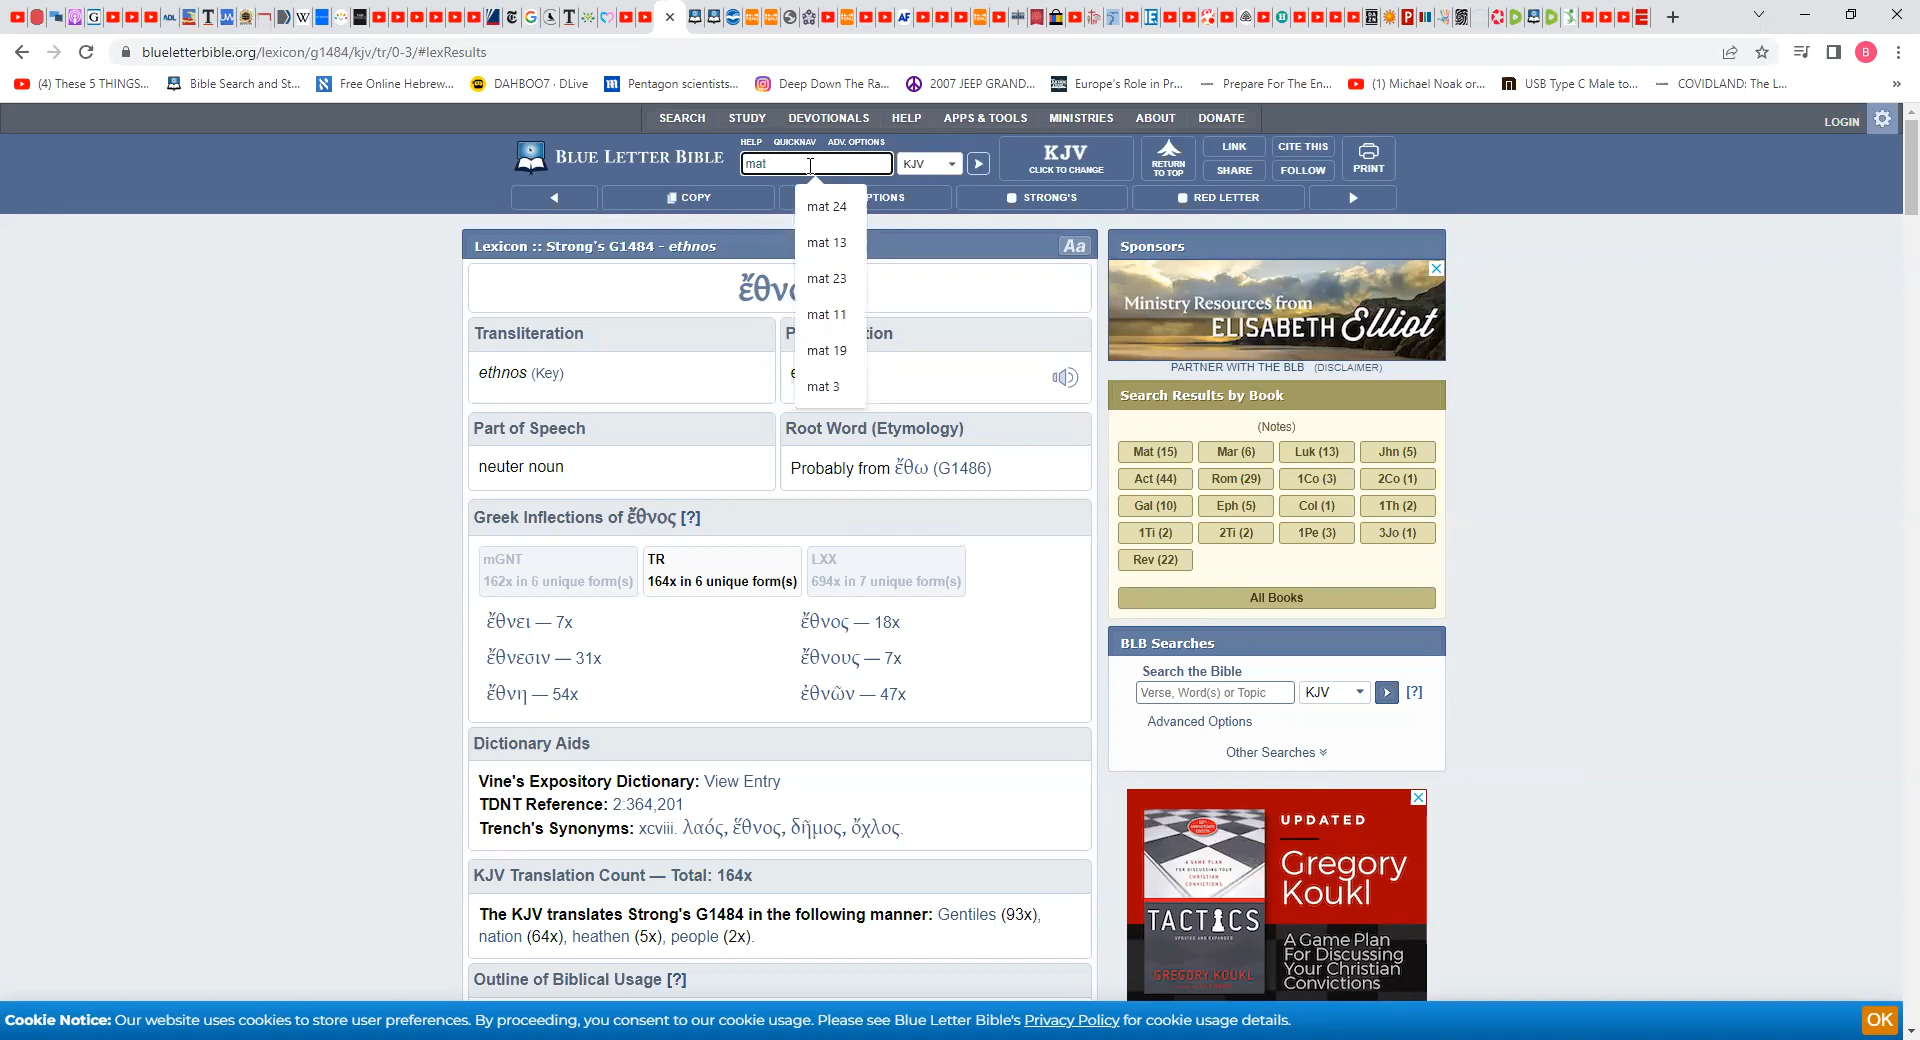 blueletterbible.org/lexicon/g1484/kjv/tr/0-3/#lexResults
B
(4) These 5 THINGS... Bible Search and St... Free Online Hebrew... DAHBOO7 · DLive Pentagon scientists... Deep Down The Ra... 2007 JEEP GRAND... Europe's Role in Pr... Prepare For The En... (1) Michael Noak or... USB Type C Male to... COVIDLAND: The L... »
SEARCH STUDY DEVOTIONALS HELP APPS & TOOLS MINISTRIES ABOUT DONATE LOGIN
HELP QUICKNAV ADV. OPTIONS
BLUE LETTER BIBLE mat KJV
KJV
CLICK TO CHANGE
RETURN
TO TOP
LINK CITE THIS
SHARE FOLLOW
PRINT
COPY PTIONS STRONG'S RED LETTER
mat 24
mat 13
mat 23
mat 11
mat 19
mat 3
Lexicon :: Strong's G1484 - ethnos Aa
ἔθν
Transliteration
ethnos (Key)
Part of Speech
neuter noun
Root Word (Etymology)
Probably from ἔθω (G1486)
Greek Inflections of ἔθνος [?]
mGNT TR LXX
162x in 6 unique form(s) 164x in 6 unique form(s) 694x in 7 unique form(s)
ἔθνει — 7x ἔθνος — 18x
ἔθνεσιν — 31x ἔθνους — 7x
ἔθνη — 54x ἐθνῶν — 47x
Dictionary Aids
Vine's Expository Dictionary: View Entry
TDNT Reference: 2:364,201
Trench's Synonyms: xcviii. λαός, ἔθνος, δῆμος, ὄχλος.
KJV Translation Count — Total: 164x
The KJV translates Strong's G1484 in the following manner: Gentiles (93x),
nation (64x), heathen (5x), people (2x).
Outline of Biblical Usage [?]
Sponsors
Ministry Resources from
ELISABETH Elliot
PARTNER WITH THE BLB (DISCLAIMER)
Search Results by Book
(Notes)
Mat (15) Mar (6) Luk (13) Jhn (5)
Act (44) Rom (29) 1Co (3) 2Co (1)
Gal (10) Eph (5) Col (1) 1Th (2)
1Ti (2) 2Ti (2) 1Pe (3) 3Jo (1)
Rev (22)
All Books
BLB Searches
Search the Bible
Verse, Word(s) or Topic KJV [?]
Advanced Options
Other Searches
UPDATED
Gregory
Koukl
A Game Plan
For Discussing
Your Christian
Convictions
TACTICS
UPDATED AND EXPANDED
GREGORY KOUKL
Cookie Notice: Our website uses cookies to store user preferences. By proceeding, you consent to our cookie usage. Please see Blue Letter Bible's Privacy Policy for cookie usage details. OK